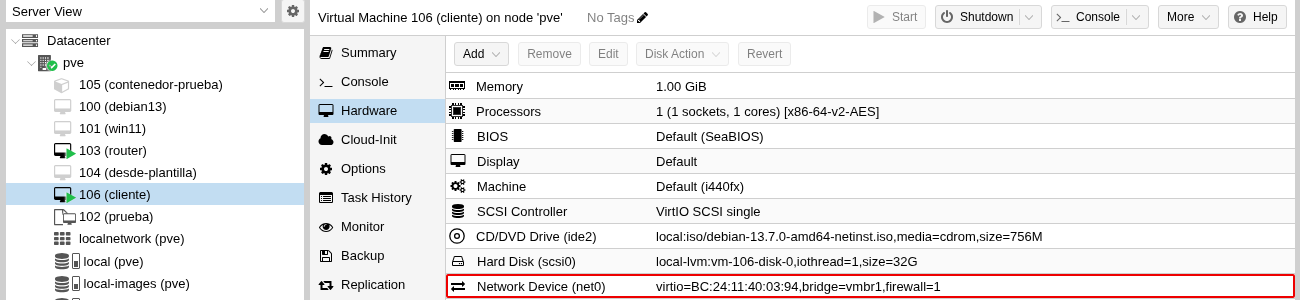 Server View
Datacenter
pve
105 (contenedor-prueba)
100 (debian13)
101 (win11)
103 (router)
104 (desde-plantilla)
106 (cliente)
102 (prueba)
localnetwork (pve)
local (pve)
local-images (pve)
Virtual Machine 106 (cliente) on node 'pve' No Tags Start Shutdown Console More Help
Summary
Console
Hardware
Cloud-Init
Options
Task History
Monitor
Backup
Replication
Add Remove Edit Disk Action Revert
Memory 1.00 GiB
Processors 1 (1 sockets, 1 cores) [x86-64-v2-AES]
BIOS Default (SeaBIOS)
Display Default
Machine Default (i440fx)
SCSI Controller VirtIO SCSI single
CD/DVD Drive (ide2) local:iso/debian-13.7.0-amd64-netinst.iso,media=cdrom,size=756M
Hard Disk (scsi0) local-lvm:vm-106-disk-0,iothread=1,size=32G
Network Device (net0) virtio=BC:24:11:40:03:94,bridge=vmbr1,firewall=1